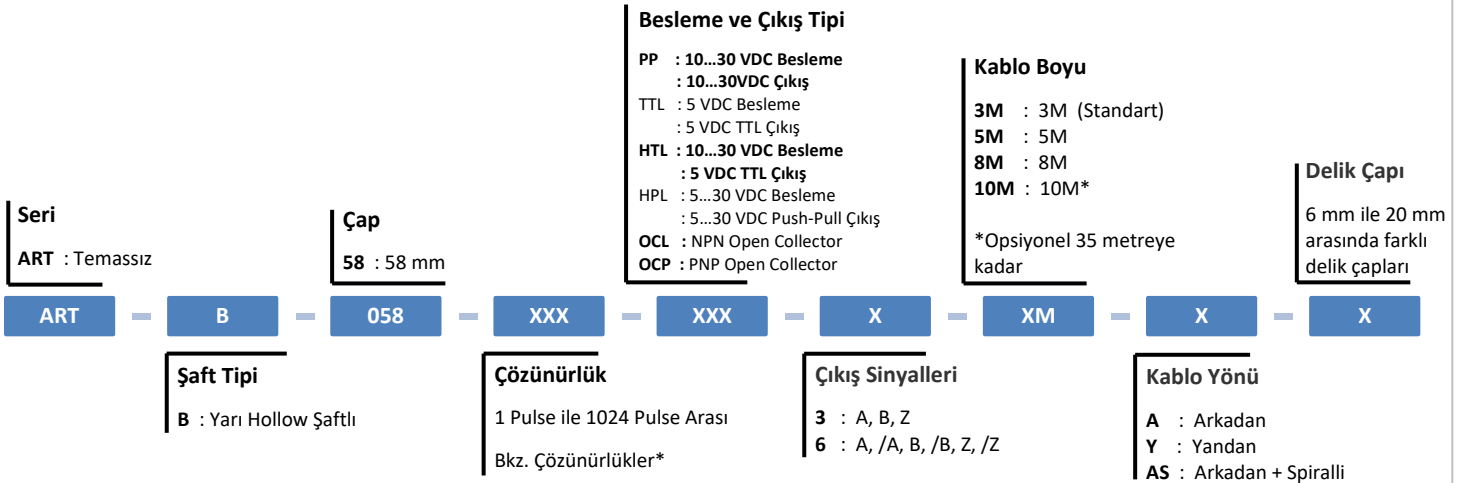 Besleme ve Çıkış Tipi
PP : 10...30 VDC Besleme
: 10...30VDC Çıkış
TTL : 5 VDC Besleme
: 5 VDC TTL Çıkış
HTL : 10...30 VDC Besleme
: 5 VDC TTL Çıkış
HPL : 5...30 VDC Besleme
: 5...30 VDC Push-Pull Çıkış
OCL : NPN Open Collector
OCP : PNP Open Collector
Kablo Boyu
3M : 3M (Standart)
5M : 5M
8M : 8M
10M : 10M*
*Opsiyonel 35 metreye
kadar
Delik Çapı
6 mm ile 20 mm
arasında farklı
delik çapları
Seri
ART : Temassız
Çap
58 : 58 mm
ART – B – 058 – XXX – XXX – X – XM – X – X
Şaft Tipi
B : Yarı Hollow Şaftlı
Çözünürlük
1 Pulse ile 1024 Pulse Arası
Bkz. Çözünürlükler*
Çıkış Sinyalleri
3 : A, B, Z
6 : A, /A, B, /B, Z, /Z
Kablo Yönü
A : Arkadan
Y : Yandan
AS : Arkadan + Spiralli